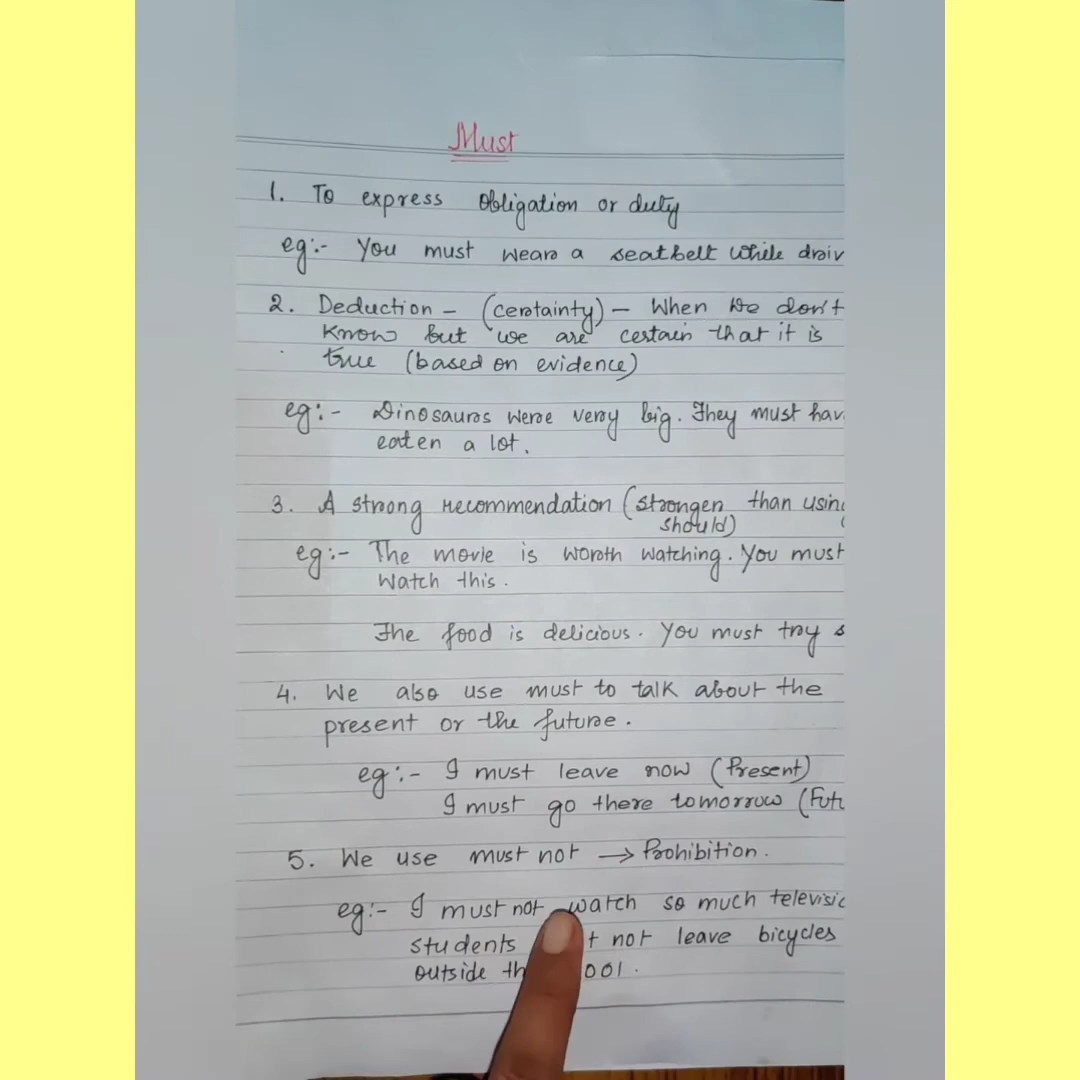 Must
1. To express obligation or duty
eg:- You must wear a seatbelt while driv
2. Deduction - (certainty) - When we don't
know but we are certain that it is
true (based on evidence)
eg:- Dinosaurs were very big. They must hav
eaten a lot.
3. A strong recommendation (stronger than using
should)
eg:- The movie is worth watching. You must
watch this.
The food is delicious. You must try s
4. We also use must to talk about the
present or the future.
eg:- I must leave now (Present)
I must go there tomorrow (Futu
5. We use must not → Prohibition.
eg:- I must not watch so much televisio
students not leave bicycles
outside